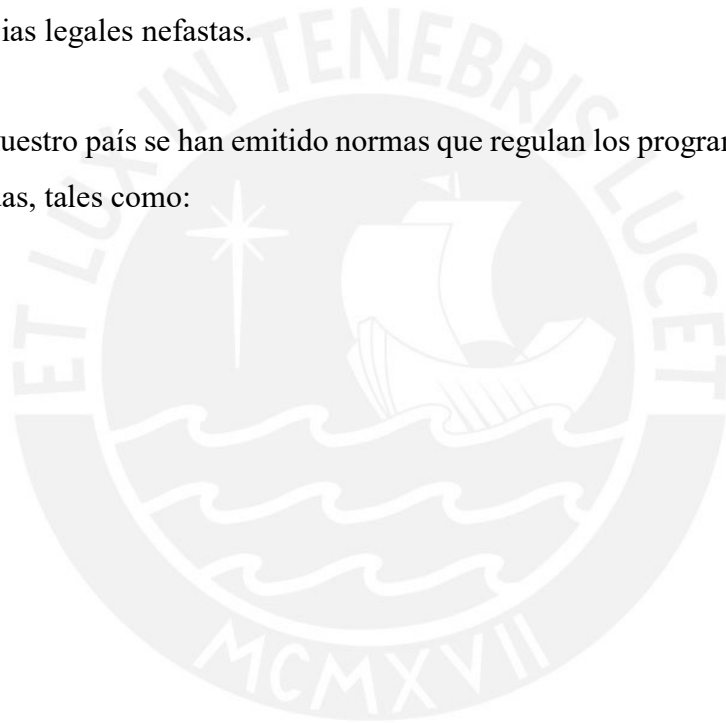 ias legales nefastas.
ET LUX IN TENEBRIS LUCET
uestro país se han emitido normas que regulan los progra
as, tales como:
MCMXVII